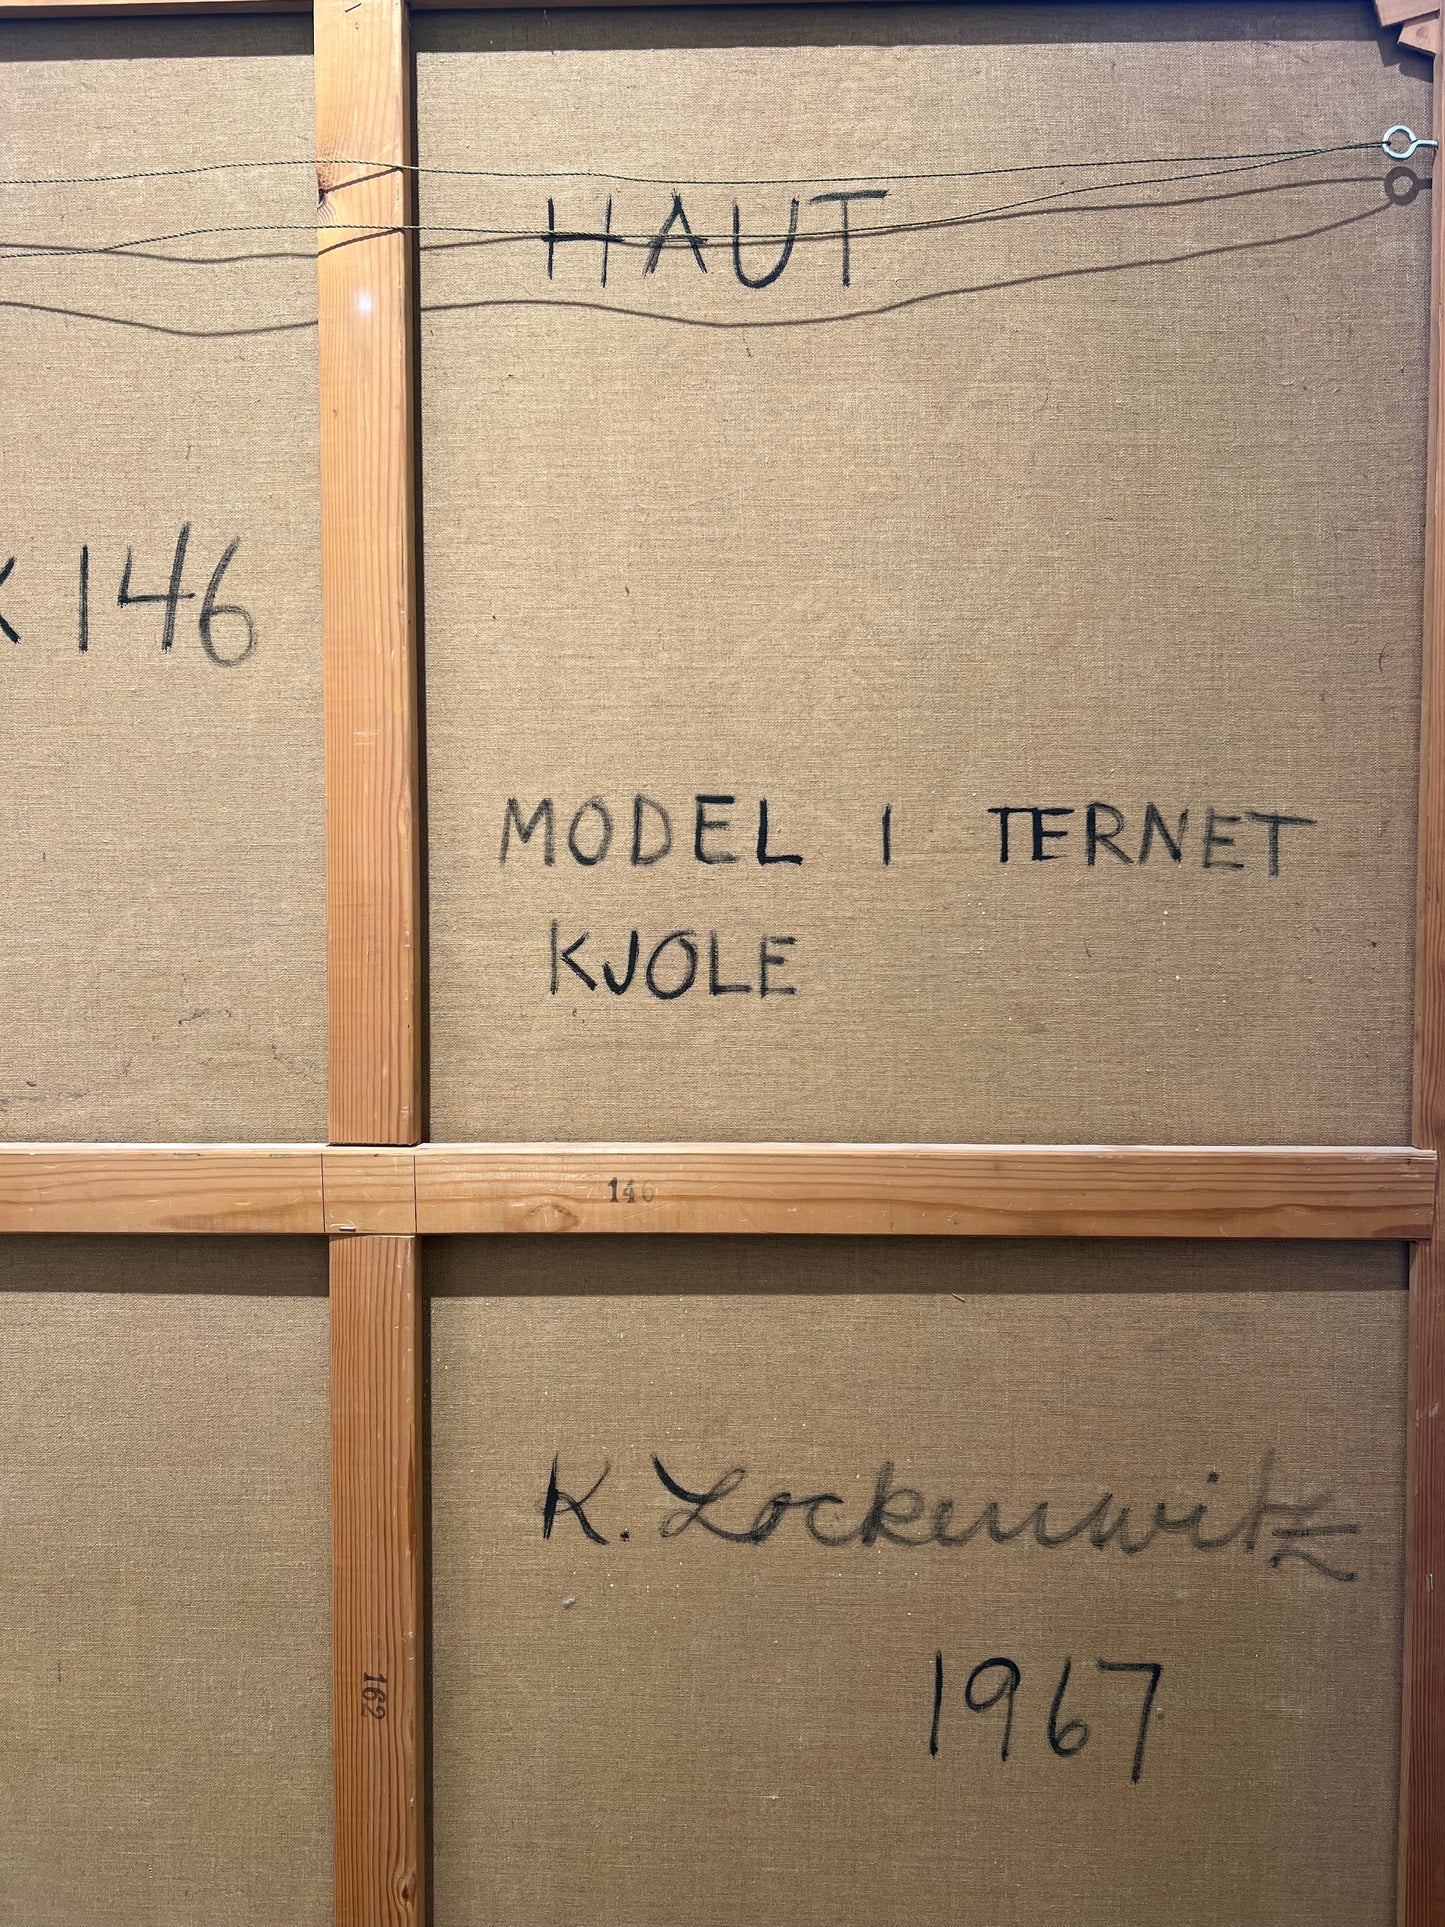 HAUT
X 146
MODEL I TERNET
KJOLE
146
K. Lockenwitz
1967
162